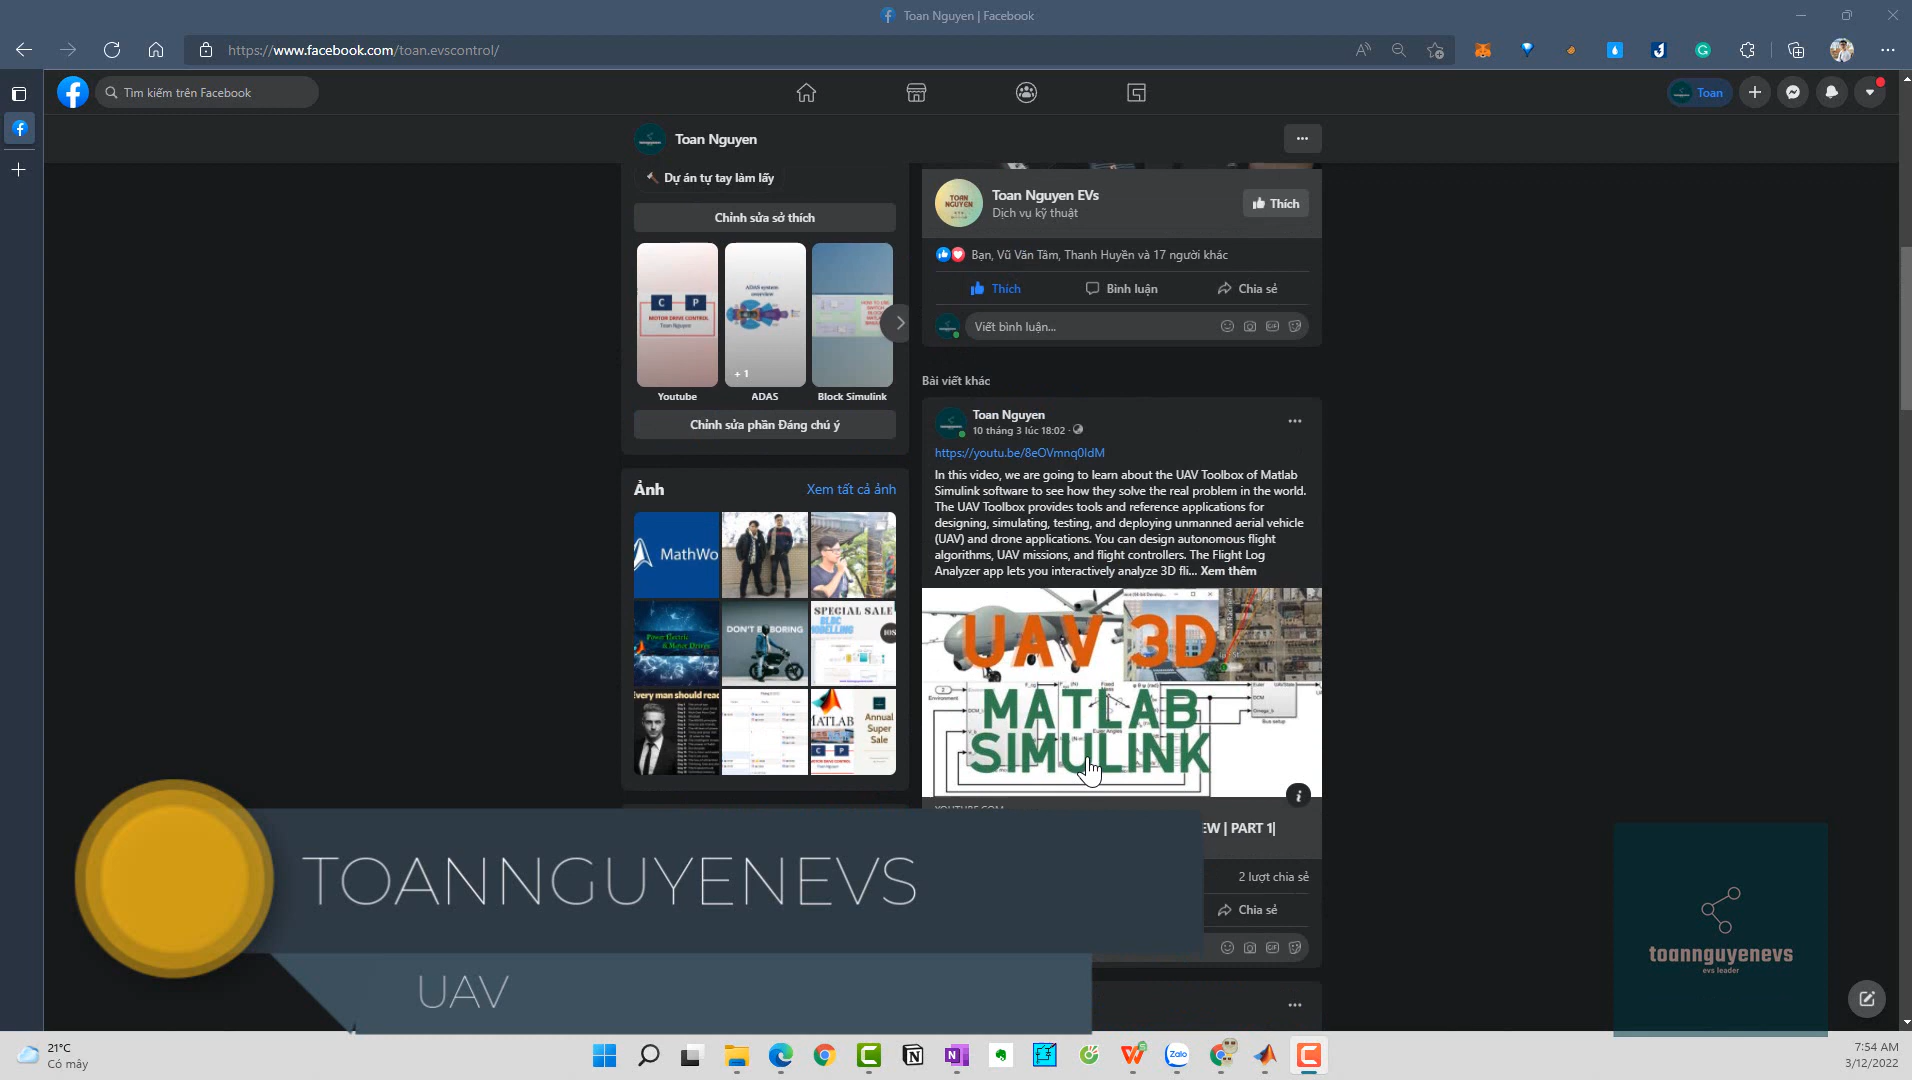 Toan Nguyen | Facebook
https://www.facebook.com/toan.evscontrol/
Tìm kiếm trên Facebook
Toan
Toan Nguyen
Dự án tự tay làm lấy
Chỉnh sửa sở thích
C P
MOTOR DRIVE CONTROL
Toan Nguyen
ADAS system
overview
+ 1
Youtube
ADAS
Block Simulink
Chỉnh sửa phần Đáng chú ý
Ảnh
Xem tất cả ảnh
MathWo
Power Electric
& Motor Drives
DON'T B BORING
SPECIAL SALE
BLDC
MODELLING
Every man should read
MATLAB
C P
Annual
Super
Sale
TOAN
NGUYEN
EVS
Toan Nguyen EVs
Dịch vụ kỹ thuật
Thích
Bạn, Vũ Văn Tâm, Thanh Huyền và 17 người khác
Thích
Bình luận
Chia sẻ
Viết bình luận...
Bài viết khác
Toan Nguyen
10 tháng 3 lúc 18:02 ·
https://youtu.be/8eOVmnq0IdM
In this video, we are going to learn about the UAV Toolbox of Matlab
Simulink software to see how they solve the real problem in the world.
The UAV Toolbox provides tools and reference applications for
designing, simulating, testing, and deploying unmanned aerial vehicle
(UAV) and drone applications. You can design autonomous flight
algorithms, UAV missions, and flight controllers. The Flight Log
Analyzer app lets you interactively analyze 3D fli... Xem thêm
UAV 3D
MATLAB
SIMULINK
Environment
Euler Angles
Bus setup
YOUTUBE.COM
EW | PART 1|
2 lượt chia sẻ
Chia sẻ
TOANNGUYENEVS
UAV
toannguyenevs
evs leader
21°C
Có mây
Zalo
7:54 AM
3/12/2022